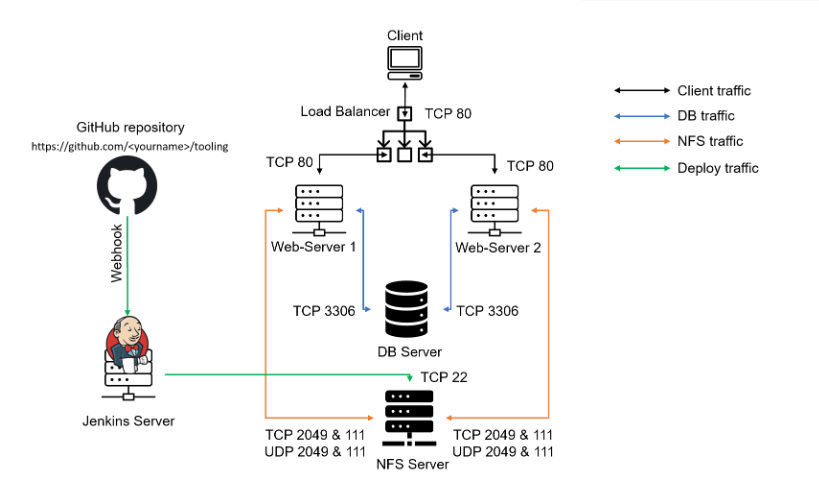 Client
Load Balancer
TCP 80
Client traffic
DB traffic
NFS traffic
Deploy traffic
GitHub repository
https://github.com/<yourname>/tooling
TCP 80
TCP 80
Web-Server 1
Web-Server 2
Webhook
TCP 3306
TCP 3306
DB Server
TCP 22
Jenkins Server
TCP 2049 & 111
UDP 2049 & 111
TCP 2049 & 111
UDP 2049 & 111
NFS Server